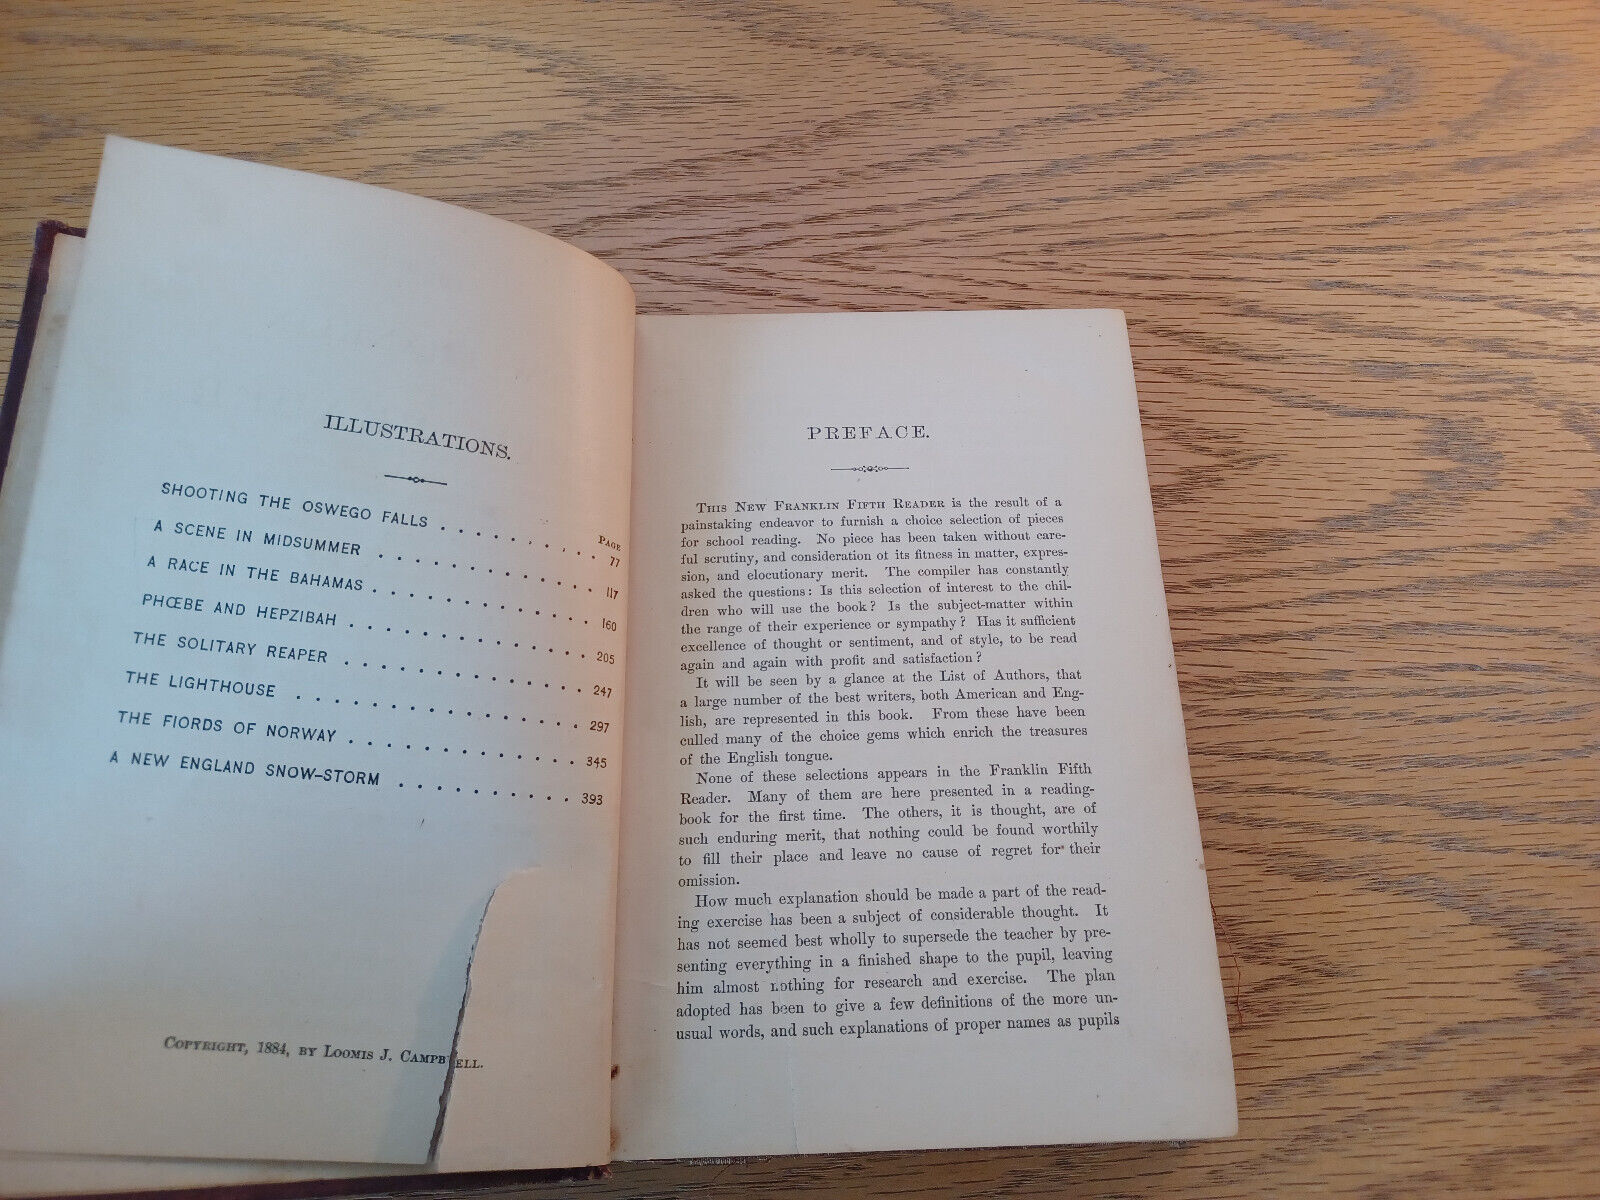 ILLUSTRATIONS.
PAGE
SHOOTING THE OSWEGO FALLS . . . . . . . . . 77
A SCENE IN MIDSUMMER . . . . . . . . . . . . 117
A RACE IN THE BAHAMAS . . . . . . . . . . . . 160
PHŒBE AND HEPZIBAH . . . . . . . . . . . . . 205
THE SOLITARY REAPER . . . . . . . . . . . . . 247
THE LIGHTHOUSE . . . . . . . . . . . . . . . 297
THE FIORDS OF NORWAY . . . . . . . . . . . . 345
A NEW ENGLAND SNOW-STORM . . . . . . . . . . 393
COPYRIGHT, 1884, BY LOOMIS J. CAMPBELL.
PREFACE.
THIS NEW FRANKLIN FIFTH READER is the result of a
painstaking endeavor to furnish a choice selection of pieces
for school reading. No piece has been taken without care-
ful scrutiny, and consideration of its fitness in matter, expres-
sion, and elocutionary merit. The compiler has constantly
asked the questions: Is this selection of interest to the chil-
dren who will use the book? Is the subject-matter within
the range of their experience or sympathy? Has it sufficient
excellence of thought or sentiment, and of style, to be read
again and again with profit and satisfaction?
It will be seen by a glance at the List of Authors, that
a large number of the best writers, both American and Eng-
lish, are represented in this book. From these have been
culled many of the choice gems which enrich the treasures
of the English tongue.
None of these selections appears in the Franklin Fifth
Reader. Many of them are here presented in a reading-
book for the first time. The others, it is thought, are of
such enduring merit, that nothing could be found worthily
to fill their place and leave no cause of regret for their
omission.
How much explanation should be made a part of the read-
ing exercise has been a subject of considerable thought. It
has not seemed best wholly to supersede the teacher by pre-
senting everything in a finished shape to the pupil, leaving
him almost nothing for research and exercise. The plan
adopted has been to give a few definitions of the more un-
usual words, and such explanations of proper names as pupils